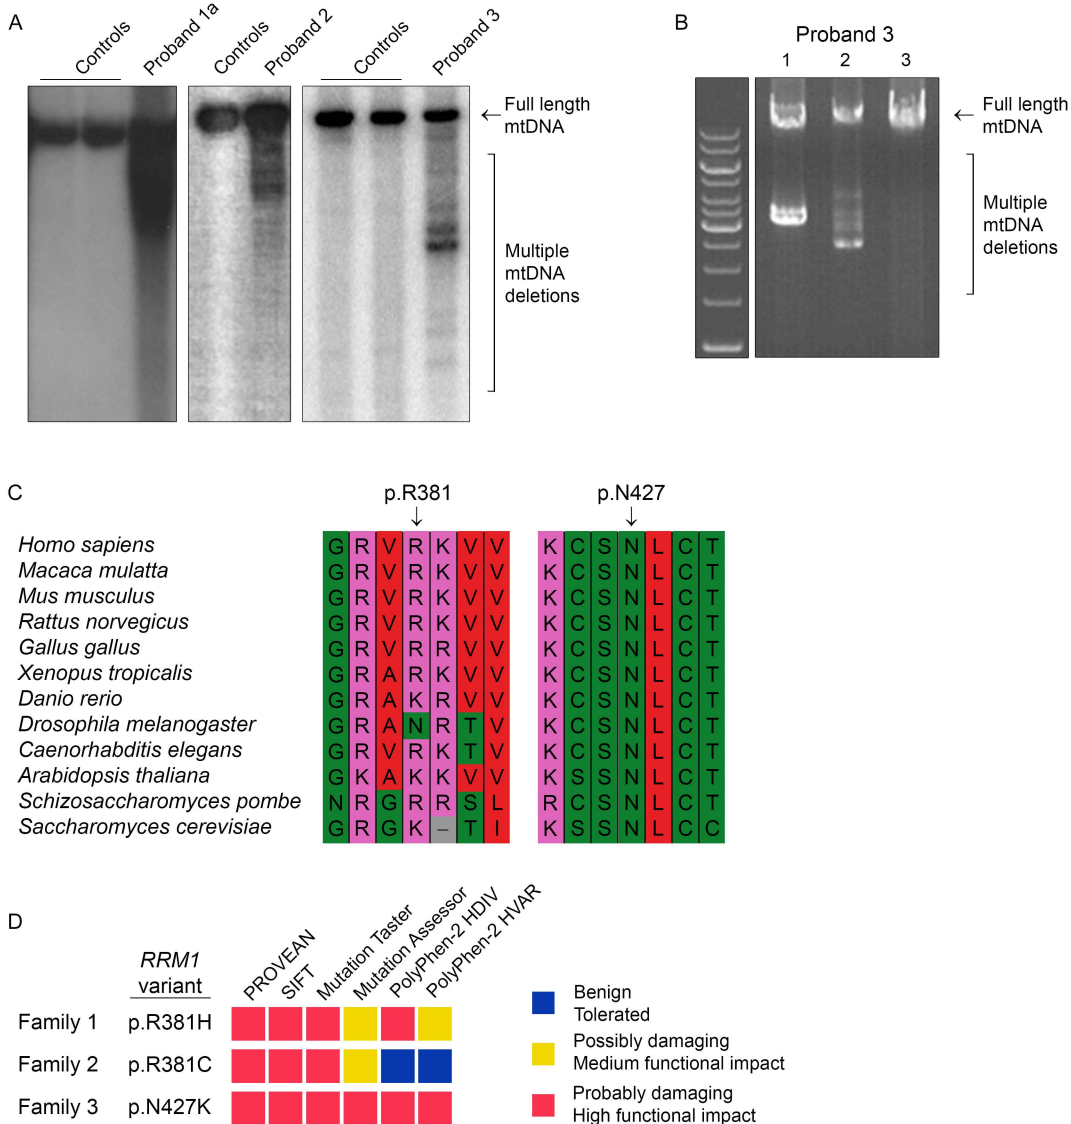 A
Controls
Proband 1a
Controls
Proband 2
Controls
Proband 3
← Full length
mtDNA
Multiple
mtDNA
deletions
B
Proband 3
1 2 3
← Full length
mtDNA
Multiple
mtDNA
deletions
C
p.R381 p.N427
↓ ↓
Homo sapiens G R V R K V V K C S N L C T
Macaca mulatta G R V R K V V K C S N L C T
Mus musculus G R V R K V V K C S N L C T
Rattus norvegicus G R V R K V V K C S N L C T
Gallus gallus G R V R R V V K C S N L C T
Xenopus tropicalis G R A R K V V K C S N L C T
Danio rerio G R A K R V V K C S N L C T
Drosophila melanogaster G R A N R T V K C S N L C T
Caenorhabditis elegans G R V R K T V K C S N L C T
Arabidopsis thaliana G K A K K V V K S S N L C T
Schizosaccharomyces pombe N R G R R S L R C S N L C T
Saccharomyces cerevisiae G R G K – T I K S S N L C C
D
RRM1
variant
PROVEAN
SIFT
Mutation Taster
Mutation Assessor
PolyPhen-2 HDIV
PolyPhen-2 HVAR
Family 1 p.R381H
Family 2 p.R381C
Family 3 p.N427K
Benign
Tolerated
Possibly damaging
Medium functional impact
Probably damaging
High functional impact